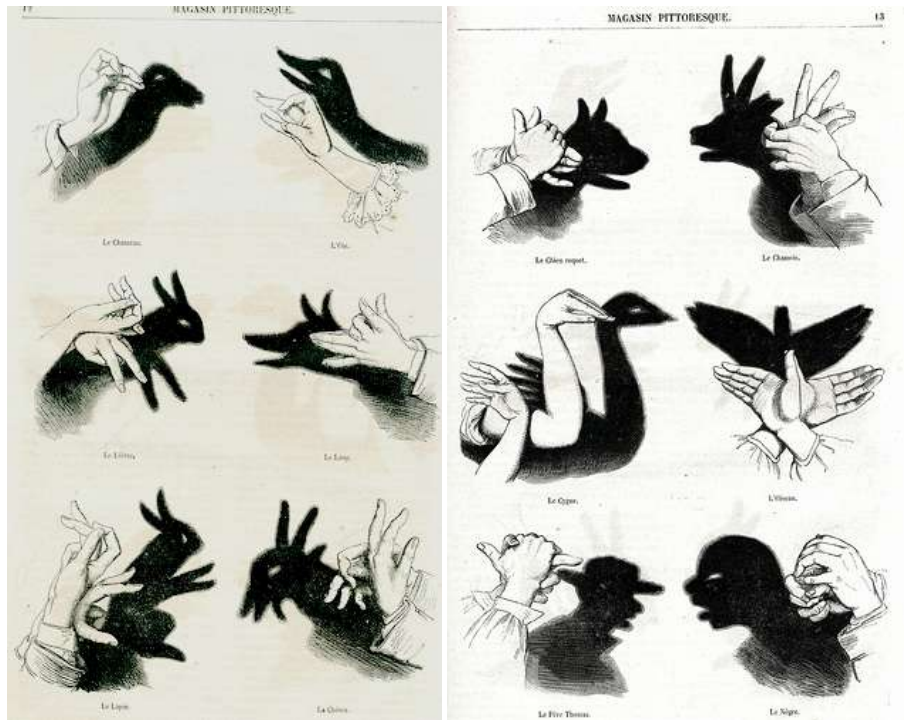 12
MAGASIN PITTORESQUE.
Le Chameau.
L'Oie.
Le Lièvre.
Le Loup.
Le Lapin.
La Chèvre.
MAGASIN PITTORESQUE.
13
Le Chien roquet.
Le Chamois.
Le Cygne.
L'Oiseau.
Le Père Thomas.
Le Nègre.